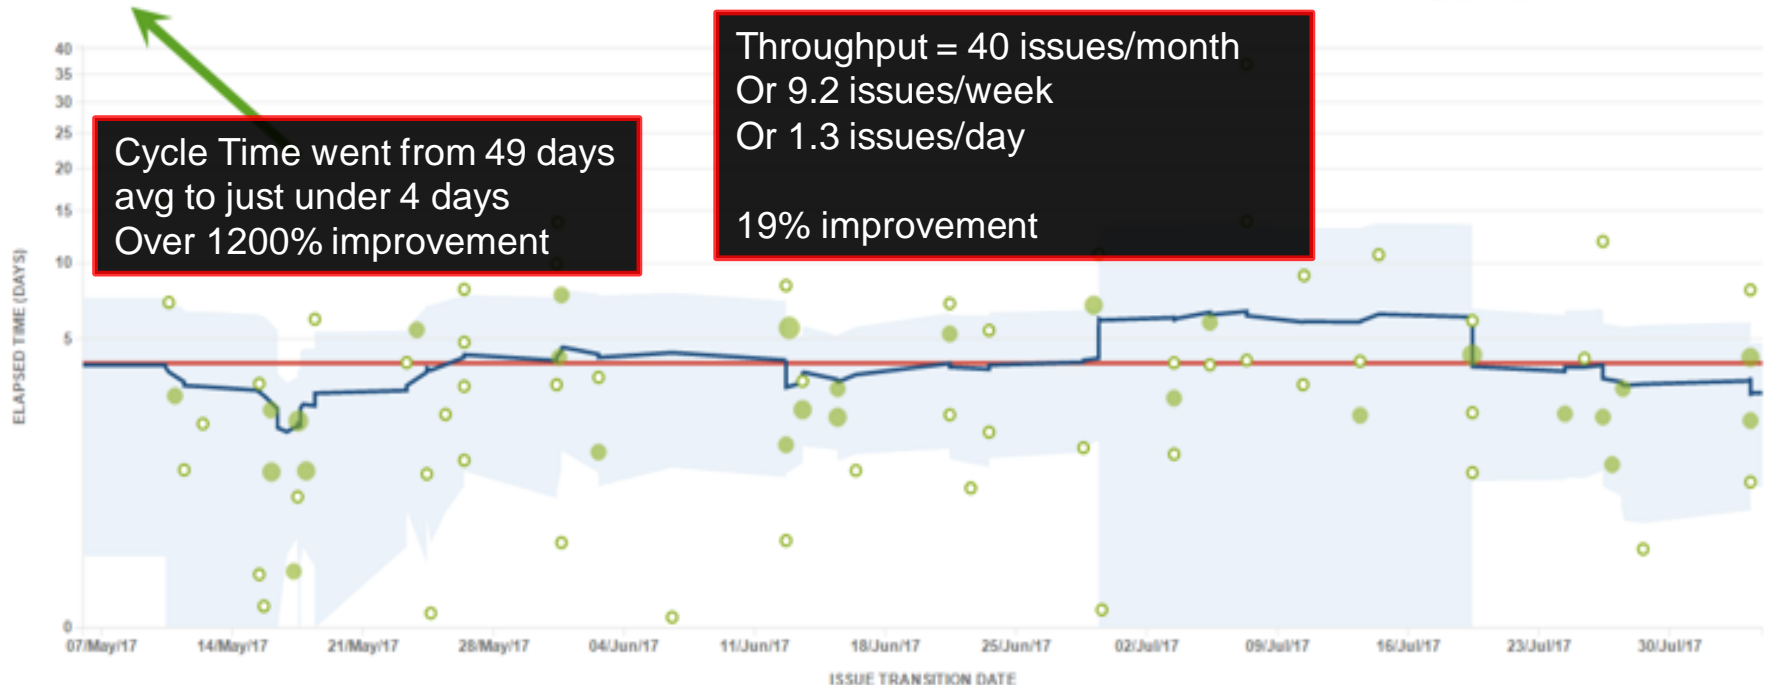 Throughput = 40 issues/month
Or 9.2 issues/week
Or 1.3 issues/day
19% improvement
Cycle Time went from 49 days
avg to just under 4 days
Over 1200% improvement
ELAPSED TIME (DAYS)
40
35
30
25
20
15
10
5
0
07/May/17
14/May/17
21/May/17
28/May/17
04/Jun/17
11/Jun/17
18/Jun/17
25/Jun/17
02/Jul/17
09/Jul/17
16/Jul/17
23/Jul/17
30/Jul/17
ISSUE TRANSITION DATE